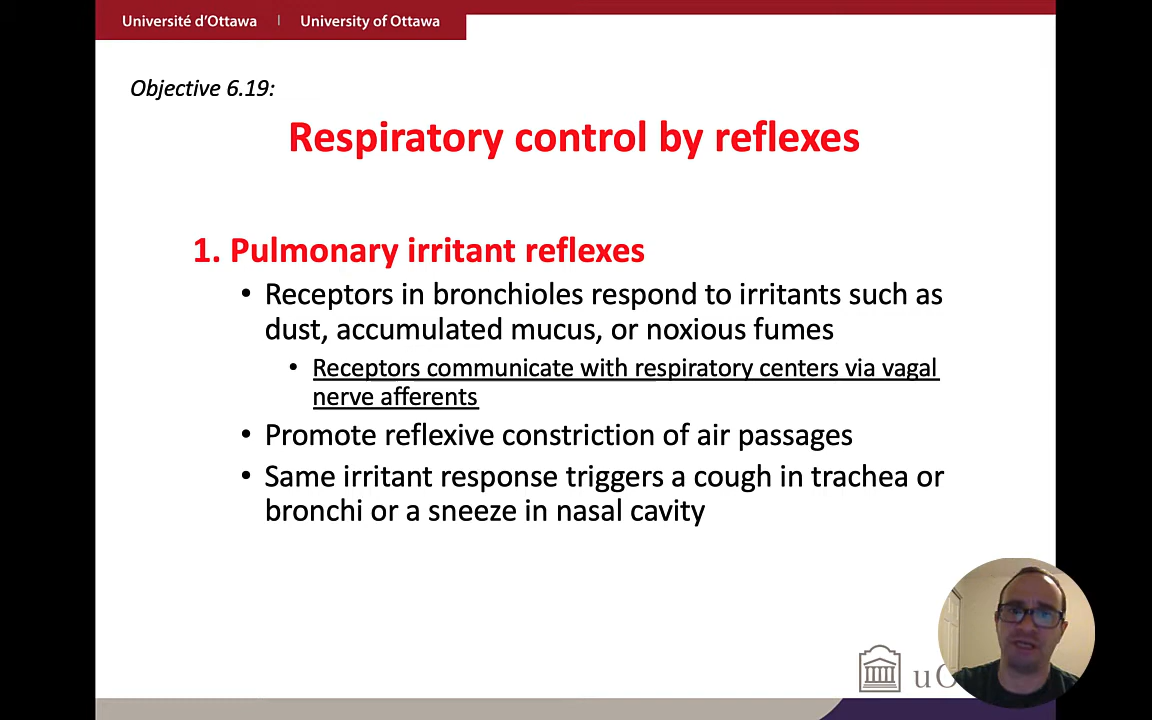 Université d'Ottawa | University of Ottawa
Objective 6.19:
Respiratory control by reflexes
1. Pulmonary irritant reflexes
• Receptors in bronchioles respond to irritants such as
dust, accumulated mucus, or noxious fumes
• Receptors communicate with respiratory centers via vagal
nerve afferents
• Promote reflexive constriction of air passages
• Same irritant response triggers a cough in trachea or
bronchi or a sneeze in nasal cavity